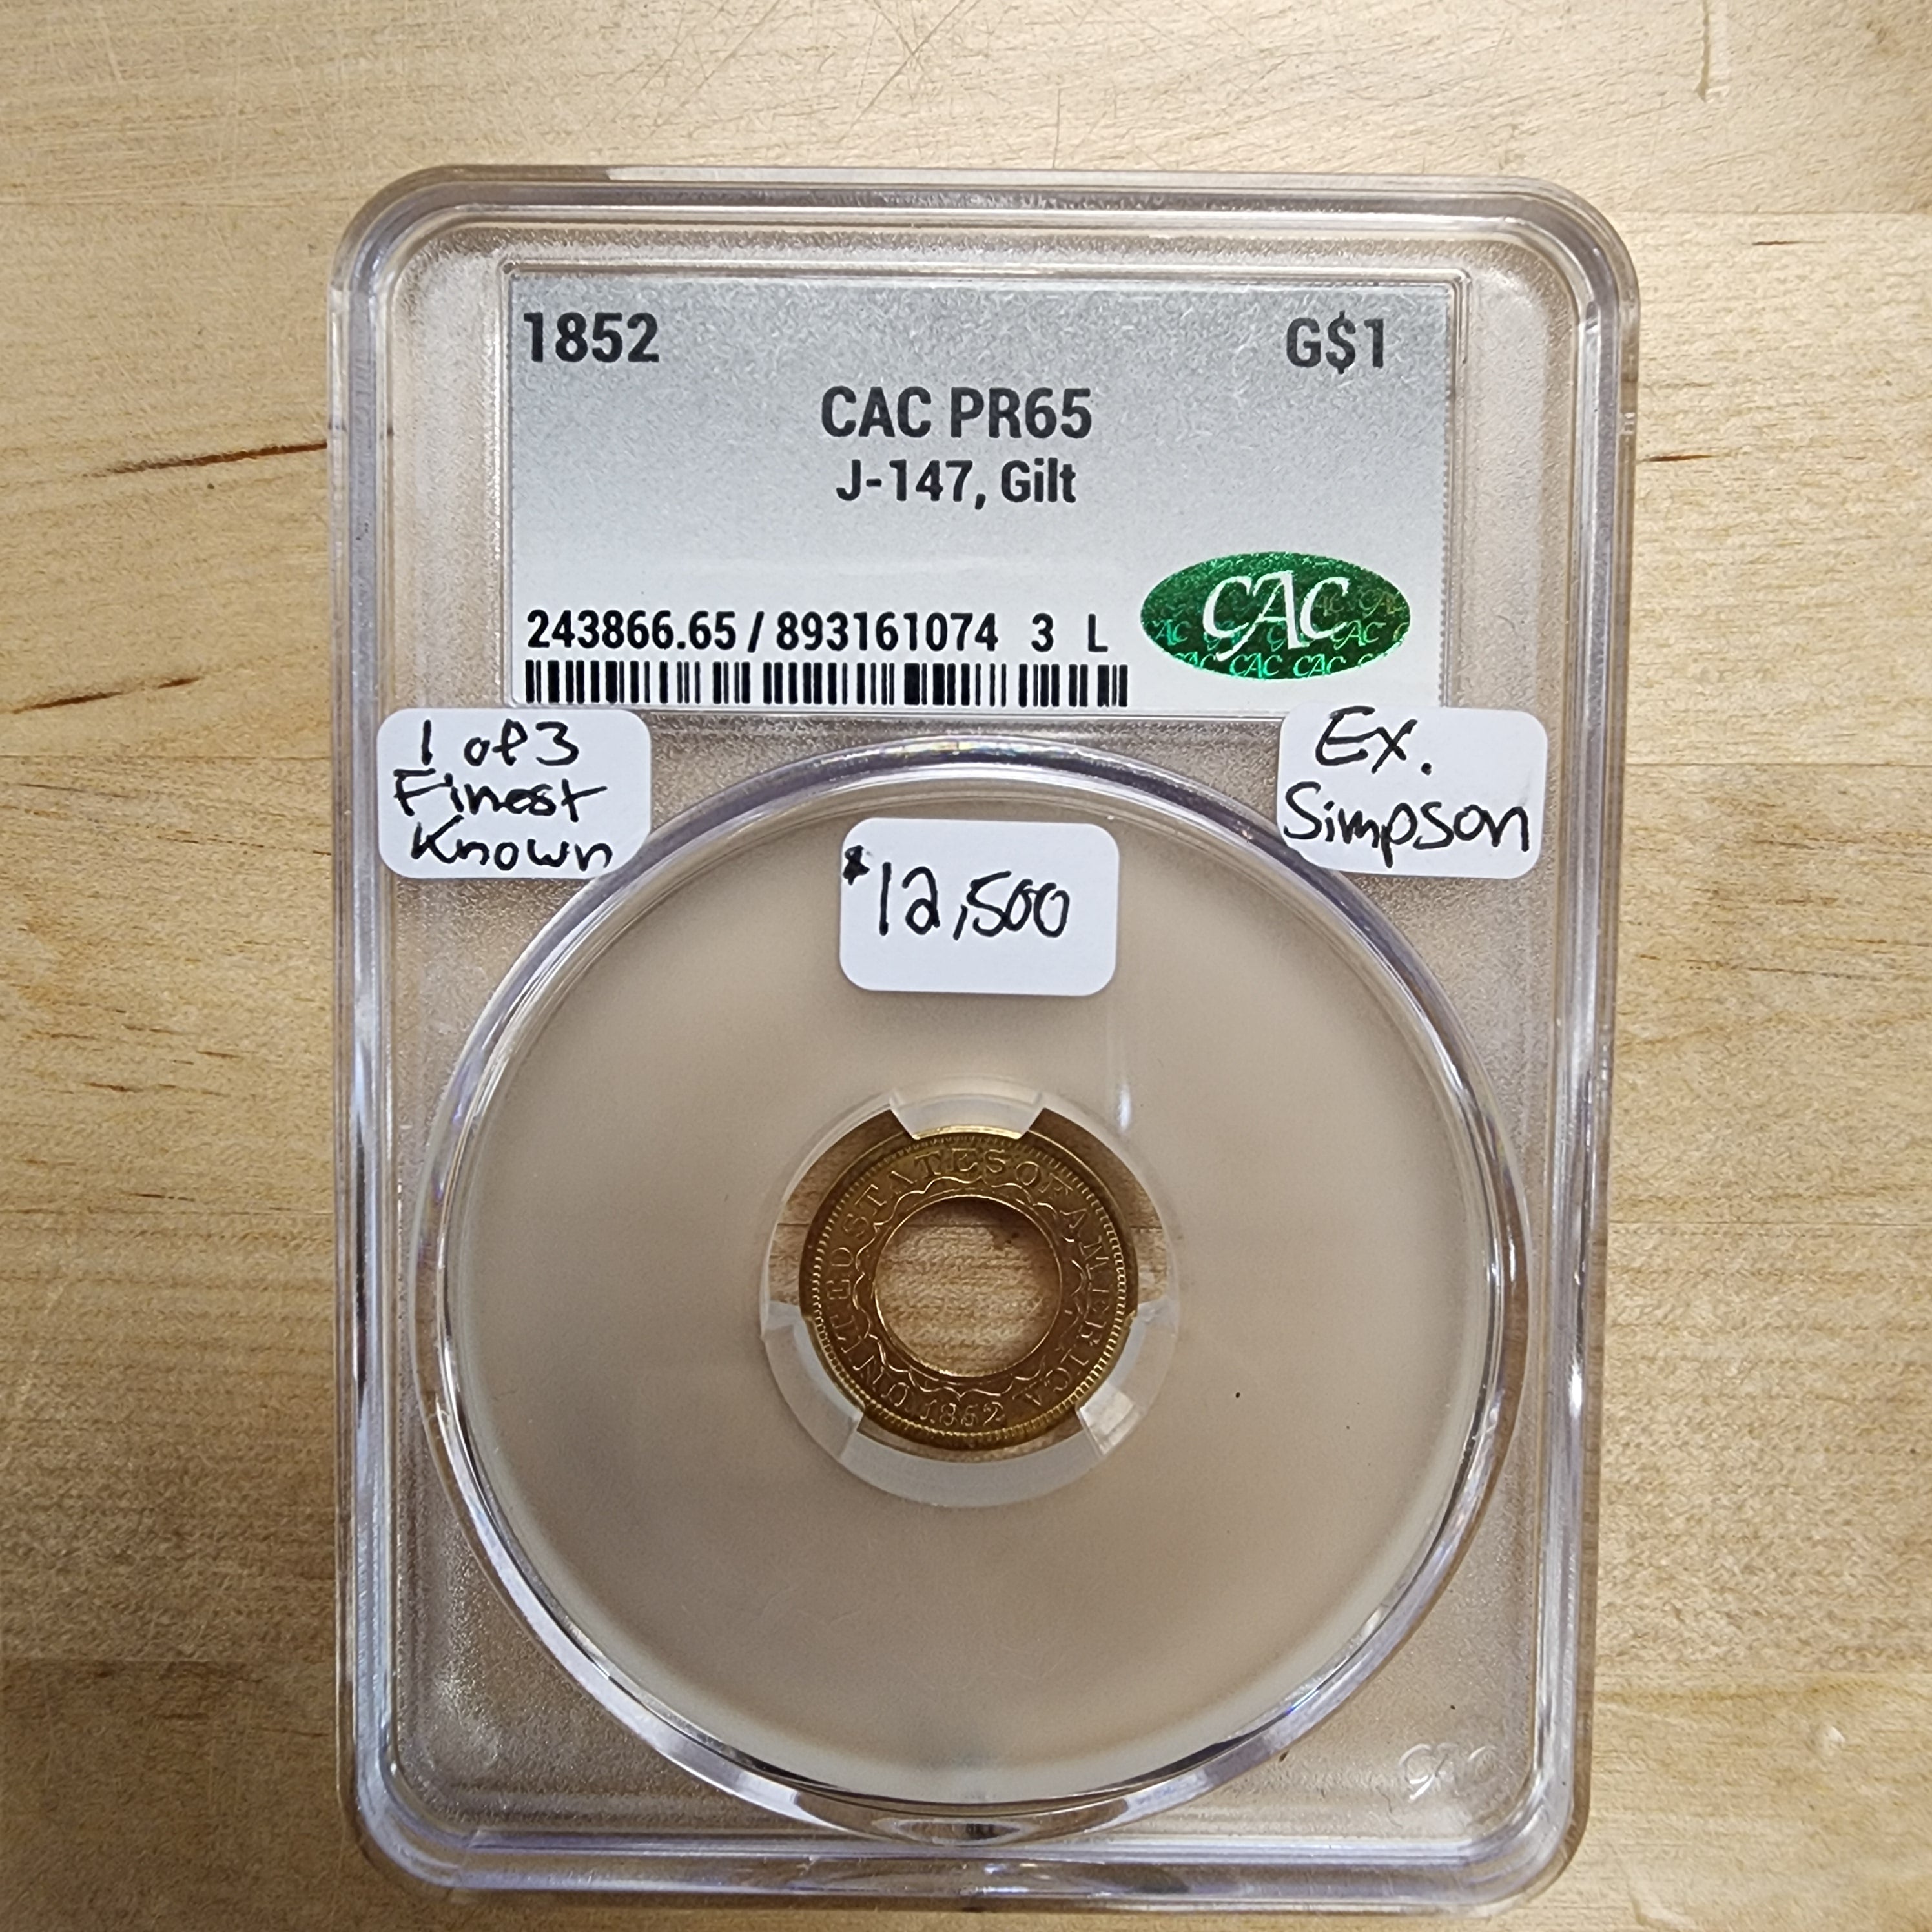 1852 G$1
CAC PR65
J-147, Gilt
243866.65 / 893161074 3 L
CAC
1 of 3
Finest
Known
Ex.
Simpson
$12,500
UNITED STATES OF AMERICA
1852
CAC